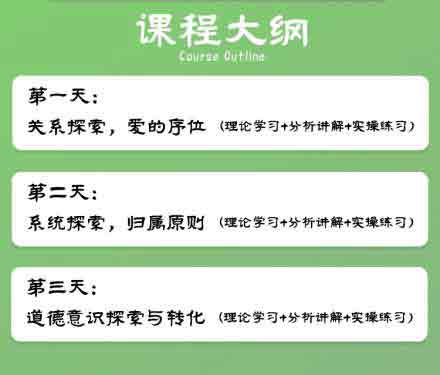 课程大纲
Course Outline
第一天：
关系探索，爱的序位（理论学习+分析讲解+实操练习）
第二天：
系统探索，归属原则（理论学习+分析讲解+实操练习）
第三天：
道德意识探索与转化（理论学习+分析讲解+实操练习）